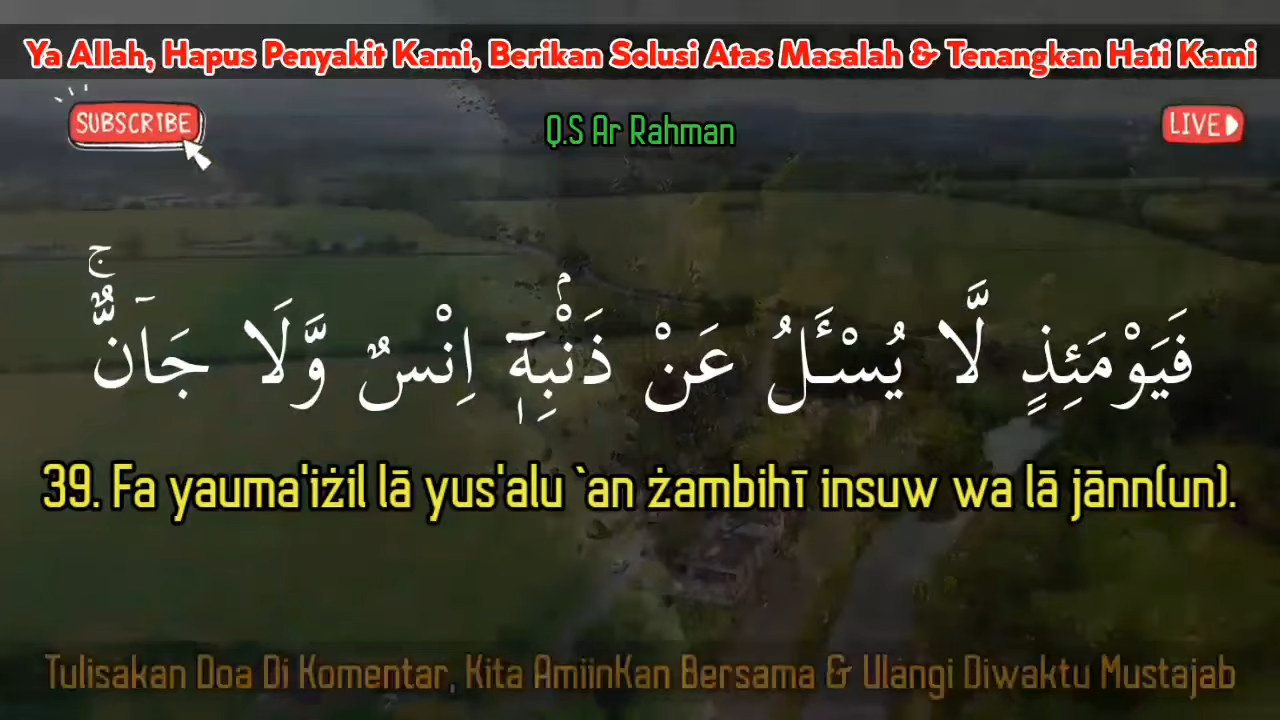 Ya Allah, Hapus Penyakit Kami, Berikan Solusi Atas Masalah & Tenangkan Hati Kami
SUBSCRIBE
Q.S Ar Rahman
LIVE
فَيَوْمَئِذٍ لَّا يُسْـَٔلُ عَنْ ذَنْۢبِهٖٓ اِنْسٌ وَّلَا جَاۤنٌّۚ
39. Fa yauma'iżil lā yus'alu `an żambihī insuw wa lā jānn(un).
Tulisakan Doa Di Komentar, Kita AmiinKan Bersama & Ulangi Diwaktu Mustajab